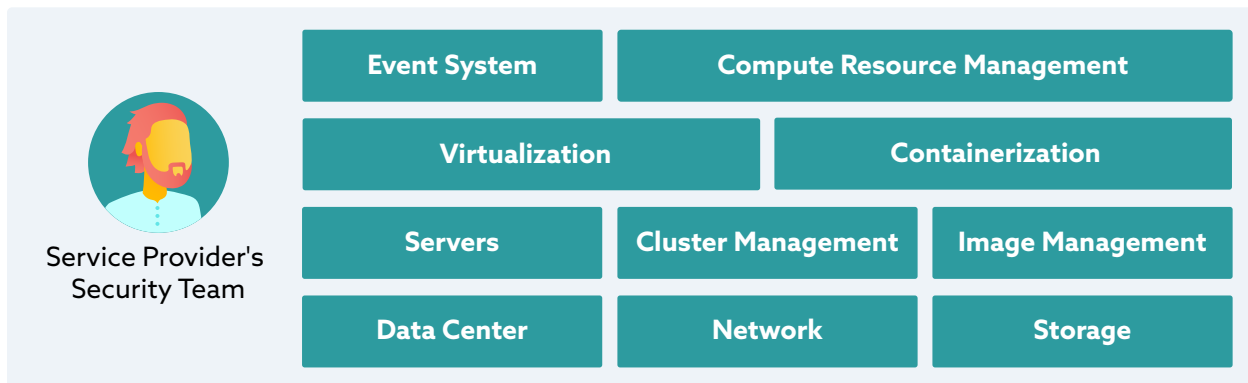 Event System
Compute Resource Management
Virtualization
Containerization
Service Provider's
Security Team
Servers
Cluster Management
Image Management
Data Center
Network
Storage